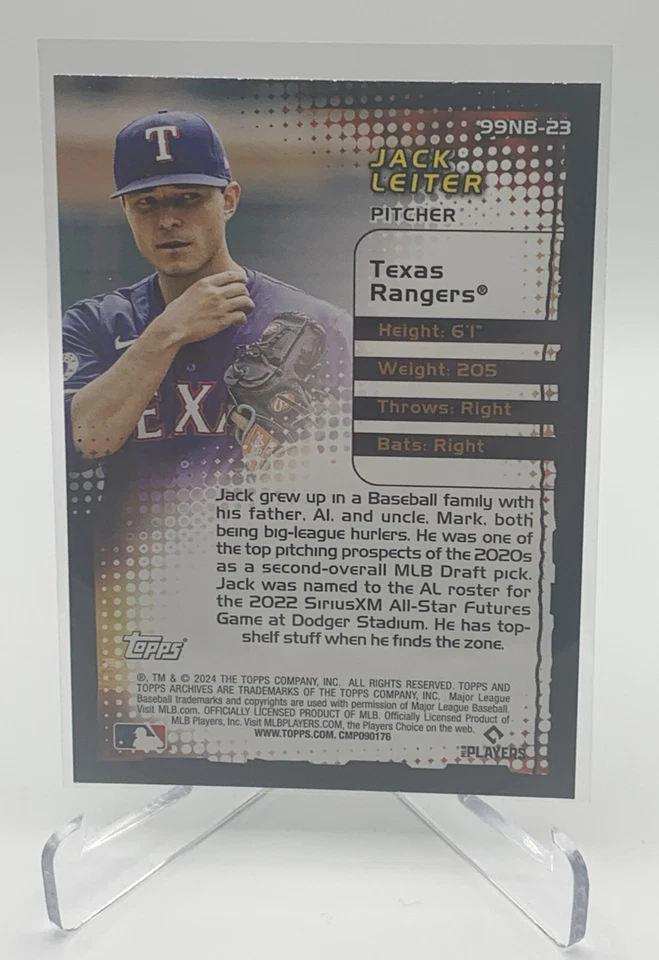 99NB-23
JACK
LEITER
PITCHER
Texas
Rangers®
Height: 6'1"
Weight: 205
Throws: Right
Bats: Right
T
TEXA
Jack grew up in a Baseball family with
his father, Al, and uncle, Mark, both
being big-league hurlers. He was one of
the top pitching prospects of the 2020s
as a second-overall MLB Draft pick.
Jack was named to the AL roster for
the 2022 SiriusXM All-Star Futures
Game at Dodger Stadium. He has top-
shelf stuff when he finds the zone.
topps®
®, TM & © 2024 THE TOPPS COMPANY, INC. ALL RIGHTS RESERVED. TOPPS AND
TOPPS ARCHIVES ARE TRADEMARKS OF THE TOPPS COMPANY, INC. Major League
Baseball trademarks and copyrights are used with permission of Major League Baseball.
Visit MLB.com. OFFICIALLY LICENSED PRODUCT OF MLB. Officially Licensed Product of
MLB Players, Inc. Visit MLBPLAYERS.COM, the Players Choice on the web.
WWW.TOPPS.COM. CMP090176
MLB PLAYERS